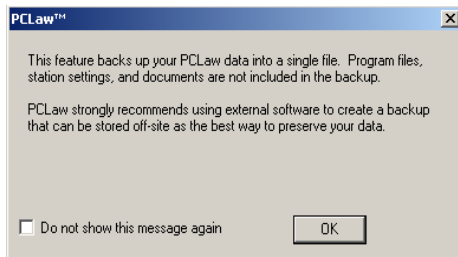 PCLaw™
This feature backs up your PCLaw data into a single file. Program files,
station settings, and documents are not included in the backup.
PCLaw strongly recommends using external software to create a backup
that can be stored off-site as the best way to preserve your data.
Do not show this message again
OK